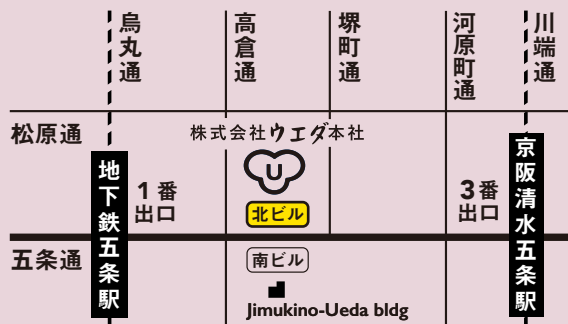 烏丸通
高倉通
堺町通
河原町通
川端通
松原通
株式会社ウエダ本社
U
地下鉄五条駅
1番
出口
北ビル
3番
出口
京阪清水五条駅
五条通
南ビル
Jimukino-Ueda bldg